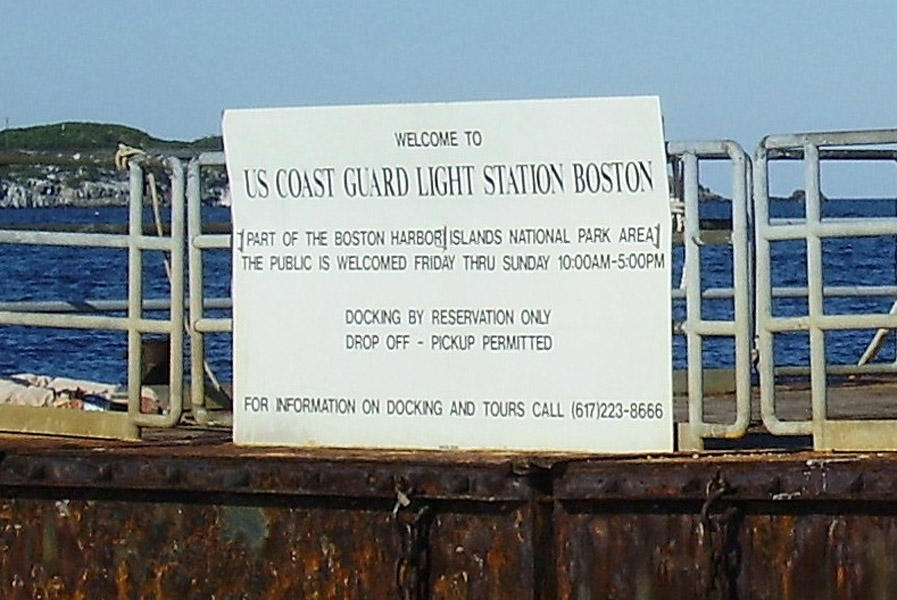 WELCOME TO
US COAST GUARD LIGHT STATION BOSTON
PART OF THE BOSTON HARBOR ISLANDS NATIONAL PARK AREA
THE PUBLIC IS WELCOMED FRIDAY THRU SUNDAY 10:00AM-5:00PM
DOCKING BY RESERVATION ONLY
DROP OFF - PICKUP PERMITTED
FOR INFORMATION ON DOCKING AND TOURS CALL (617)223-8666